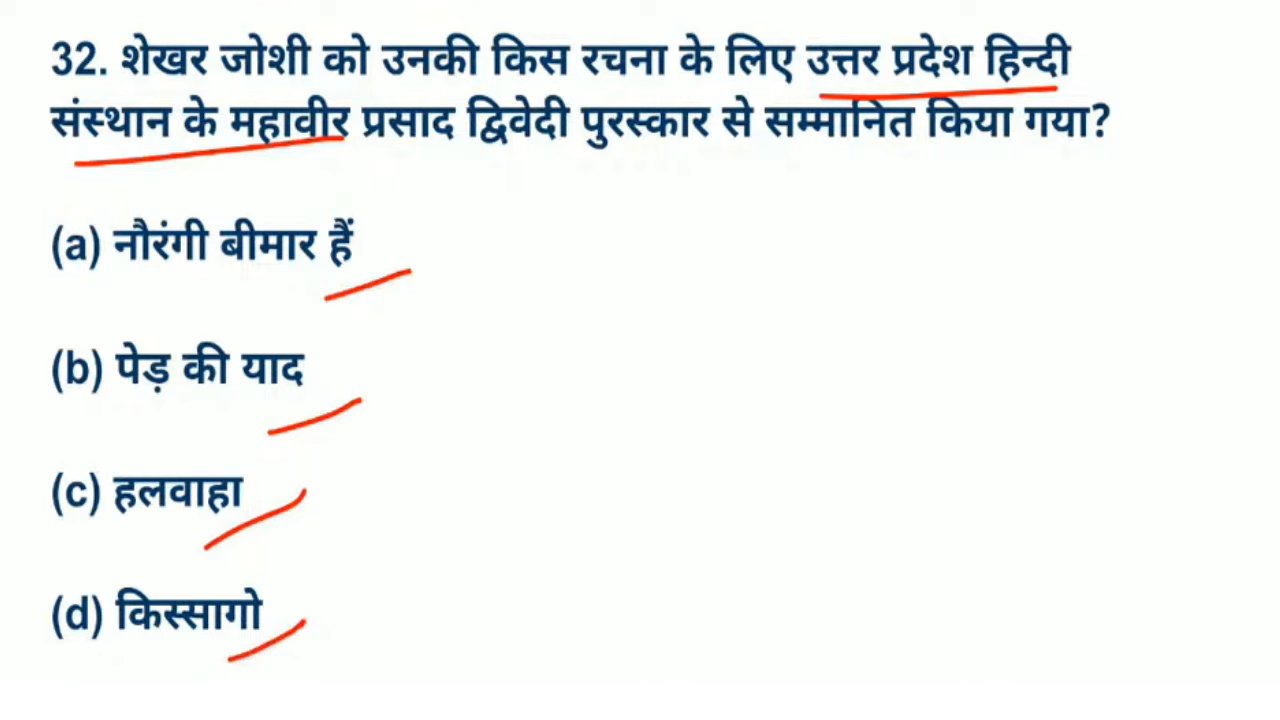 32. शेखर जोशी को उनकी किस रचना के लिए उत्तर प्रदेश हिन्दी
संस्थान के महावीर प्रसाद द्विवेदी पुरस्कार से सम्मानित किया गया?
(a) नौरंगी बीमार हैं
(b) पेड़ की याद
(c) हलवाहा
(d) किस्सागो